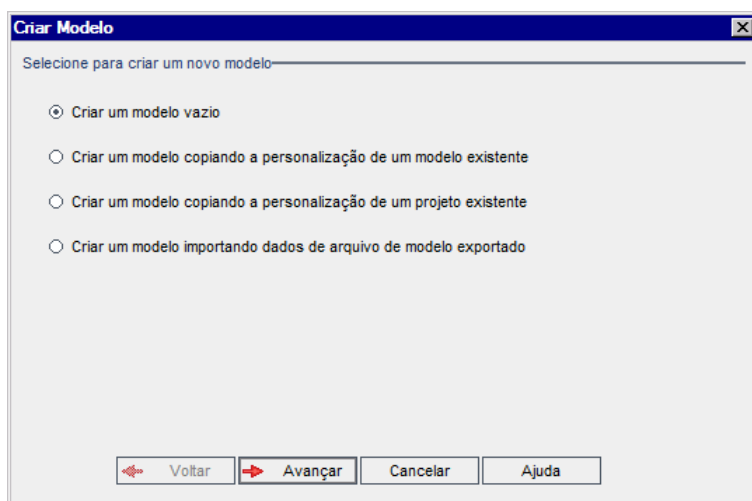 Criar Modelo
Selecione para criar um novo modelo
Criar um modelo vazio
Criar um modelo copiando a personalização de um modelo existente
Criar um modelo copiando a personalização de um projeto existente
Criar um modelo importando dados de arquivo de modelo exportado
Voltar Avançar Cancelar Ajuda